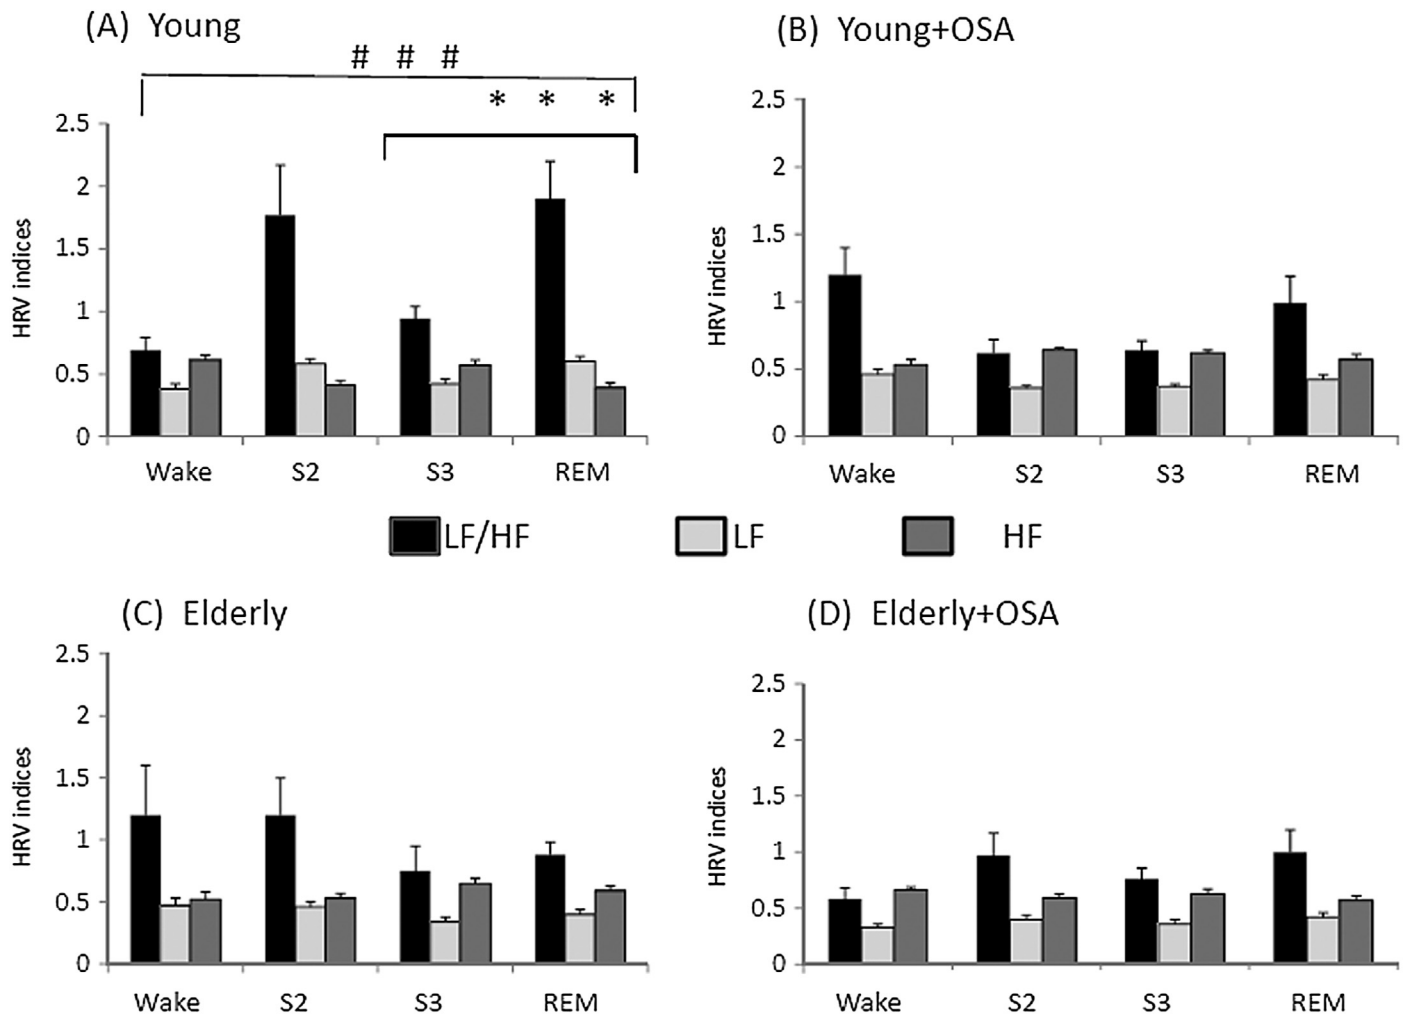 (A) Young
# # #
* * *
HRV indices
2.5
2
1.5
1
0.5
0
Wake S2 S3 REM
(B) Young+OSA
HRV indices
2.5
2
1.5
1
0.5
0
Wake S2 S3 REM
LF/HF LF HF
(C) Elderly
HRV indices
2.5
2
1.5
1
0.5
0
Wake S2 S3 REM
(D) Elderly+OSA
HRV indices
2.5
2
1.5
1
0.5
0
Wake S2 S3 REM